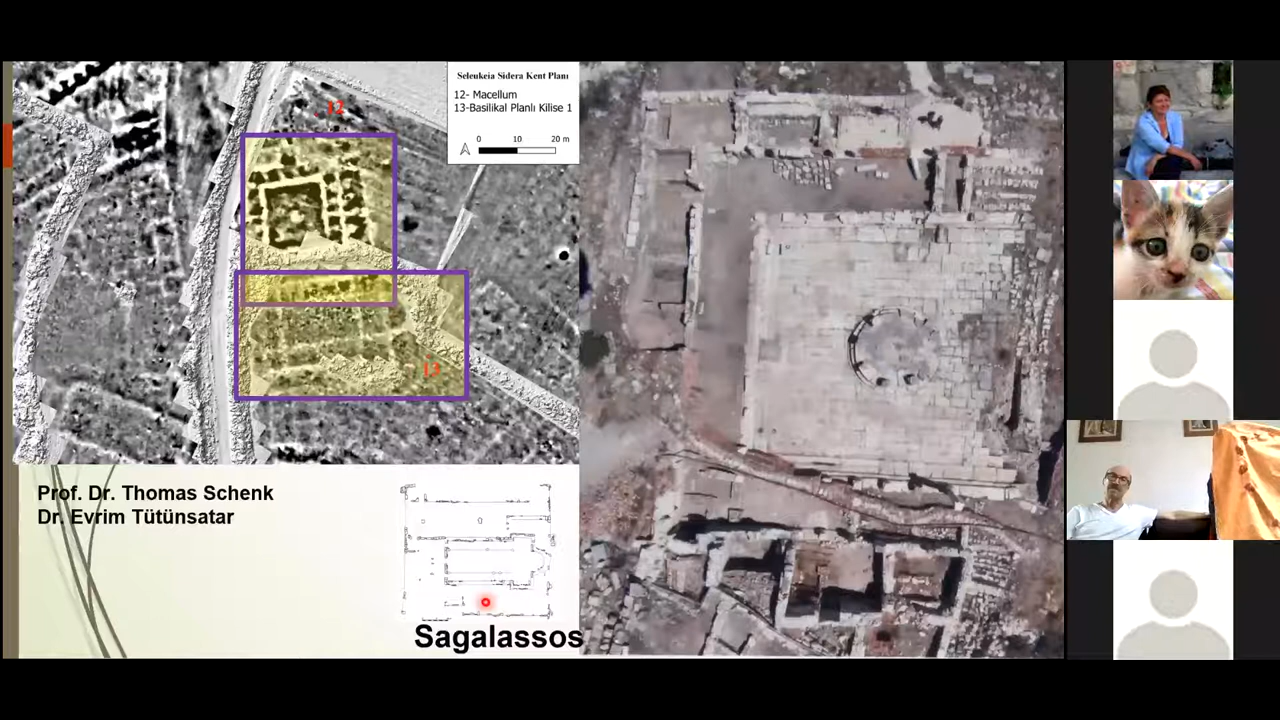 12
Seleukeia Sidera Kent Planı
12- Macellum
13-Basilikal Planlı Kilise 1
0 10 20 m
13
Prof. Dr. Thomas Schenk
Dr. Evrim Tütünsatar
Sagalassos